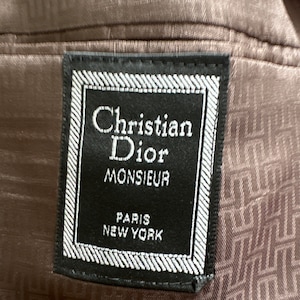 Christian
Dior
MONSIEUR
PARIS
NEW YORK